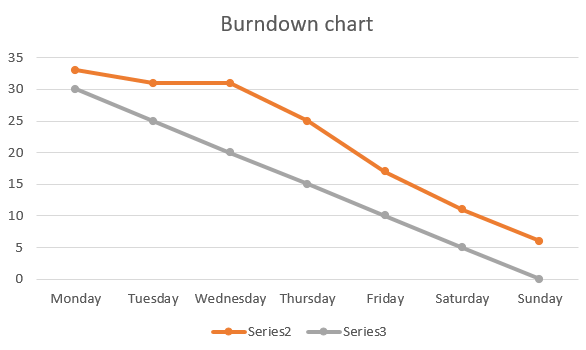 Burndown chart
35
30
25
20
15
10
5
0
Monday Tuesday Wednesday Thursday Friday Saturday Sunday
Series2 Series3